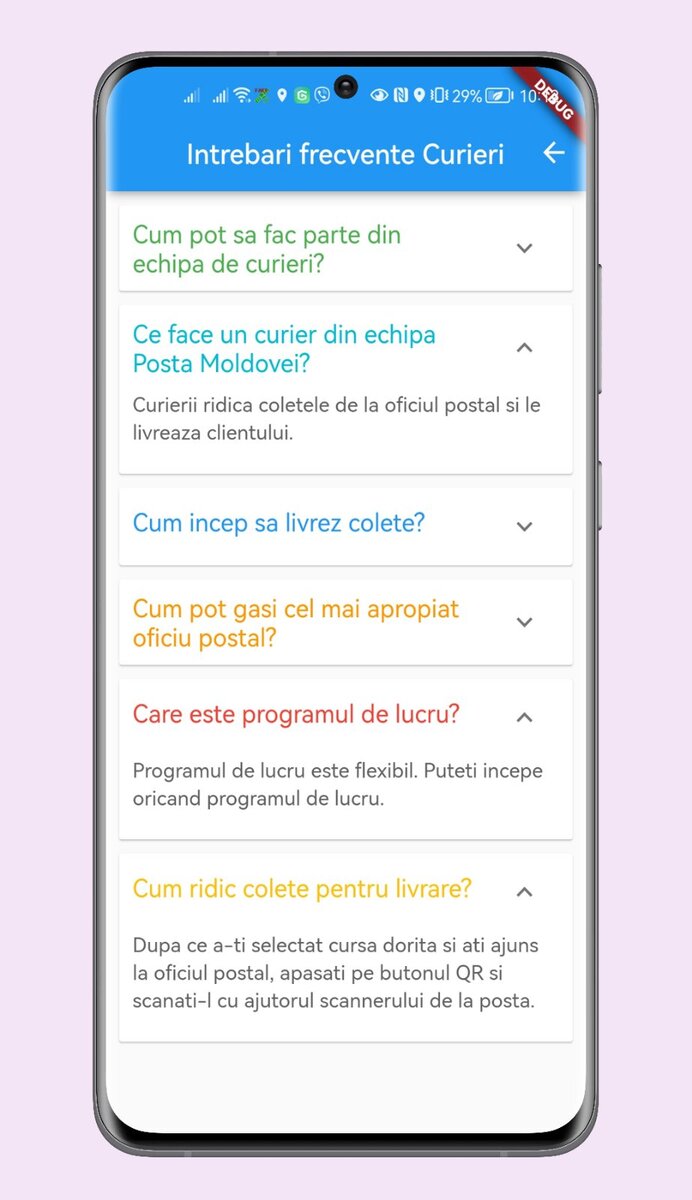 29%
DEBUG
Intrebari frecvente Curieri
Cum pot sa fac parte din
echipa de curieri?
Ce face un curier din echipa
Posta Moldovei?
Curierii ridica coletele de la oficiul postal si le
livreaza clientului.
Cum incep sa livrez colete?
Cum pot gasi cel mai apropiat
oficiu postal?
Care este programul de lucru?
Programul de lucru este flexibil. Puteti incepe
oricand programul de lucru.
Cum ridic colete pentru livrare?
Dupa ce a-ti selectat cursa dorita si ati ajuns
la oficiul postal, apasati pe butonul QR si
scanati-l cu ajutorul scannerului de la posta.